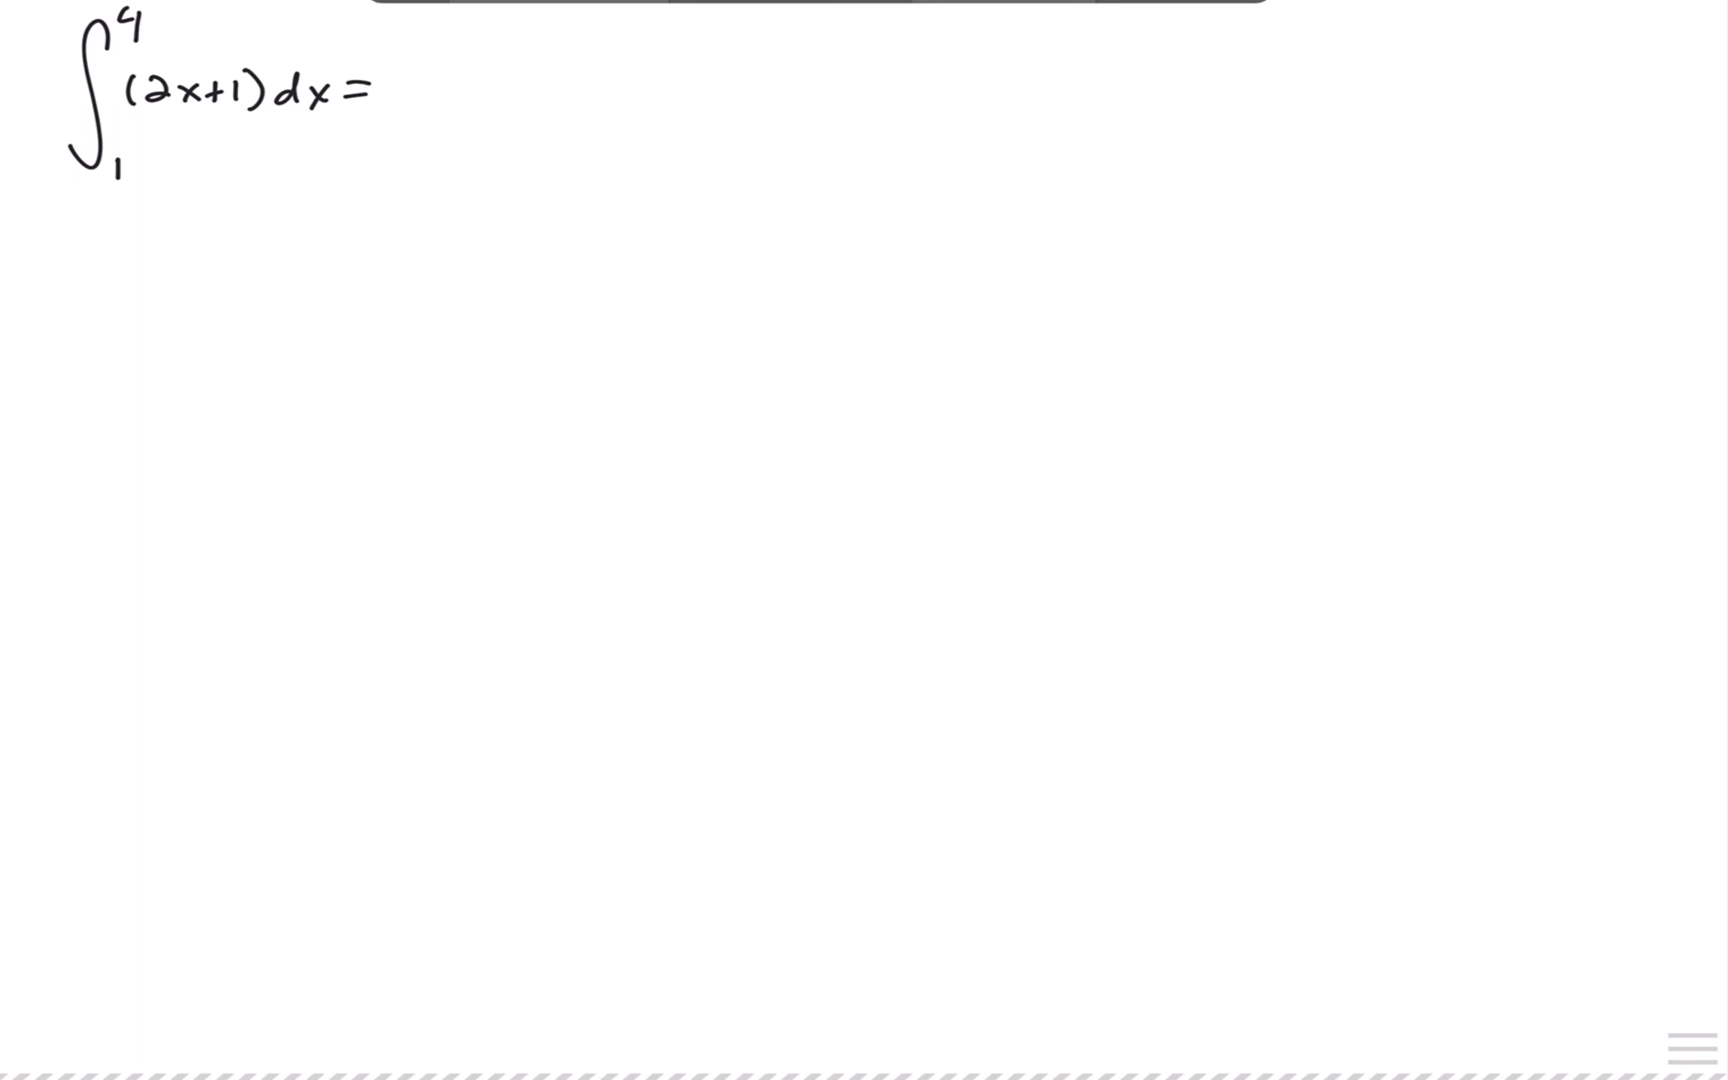 ∫₁⁴ (2x+1) dx =